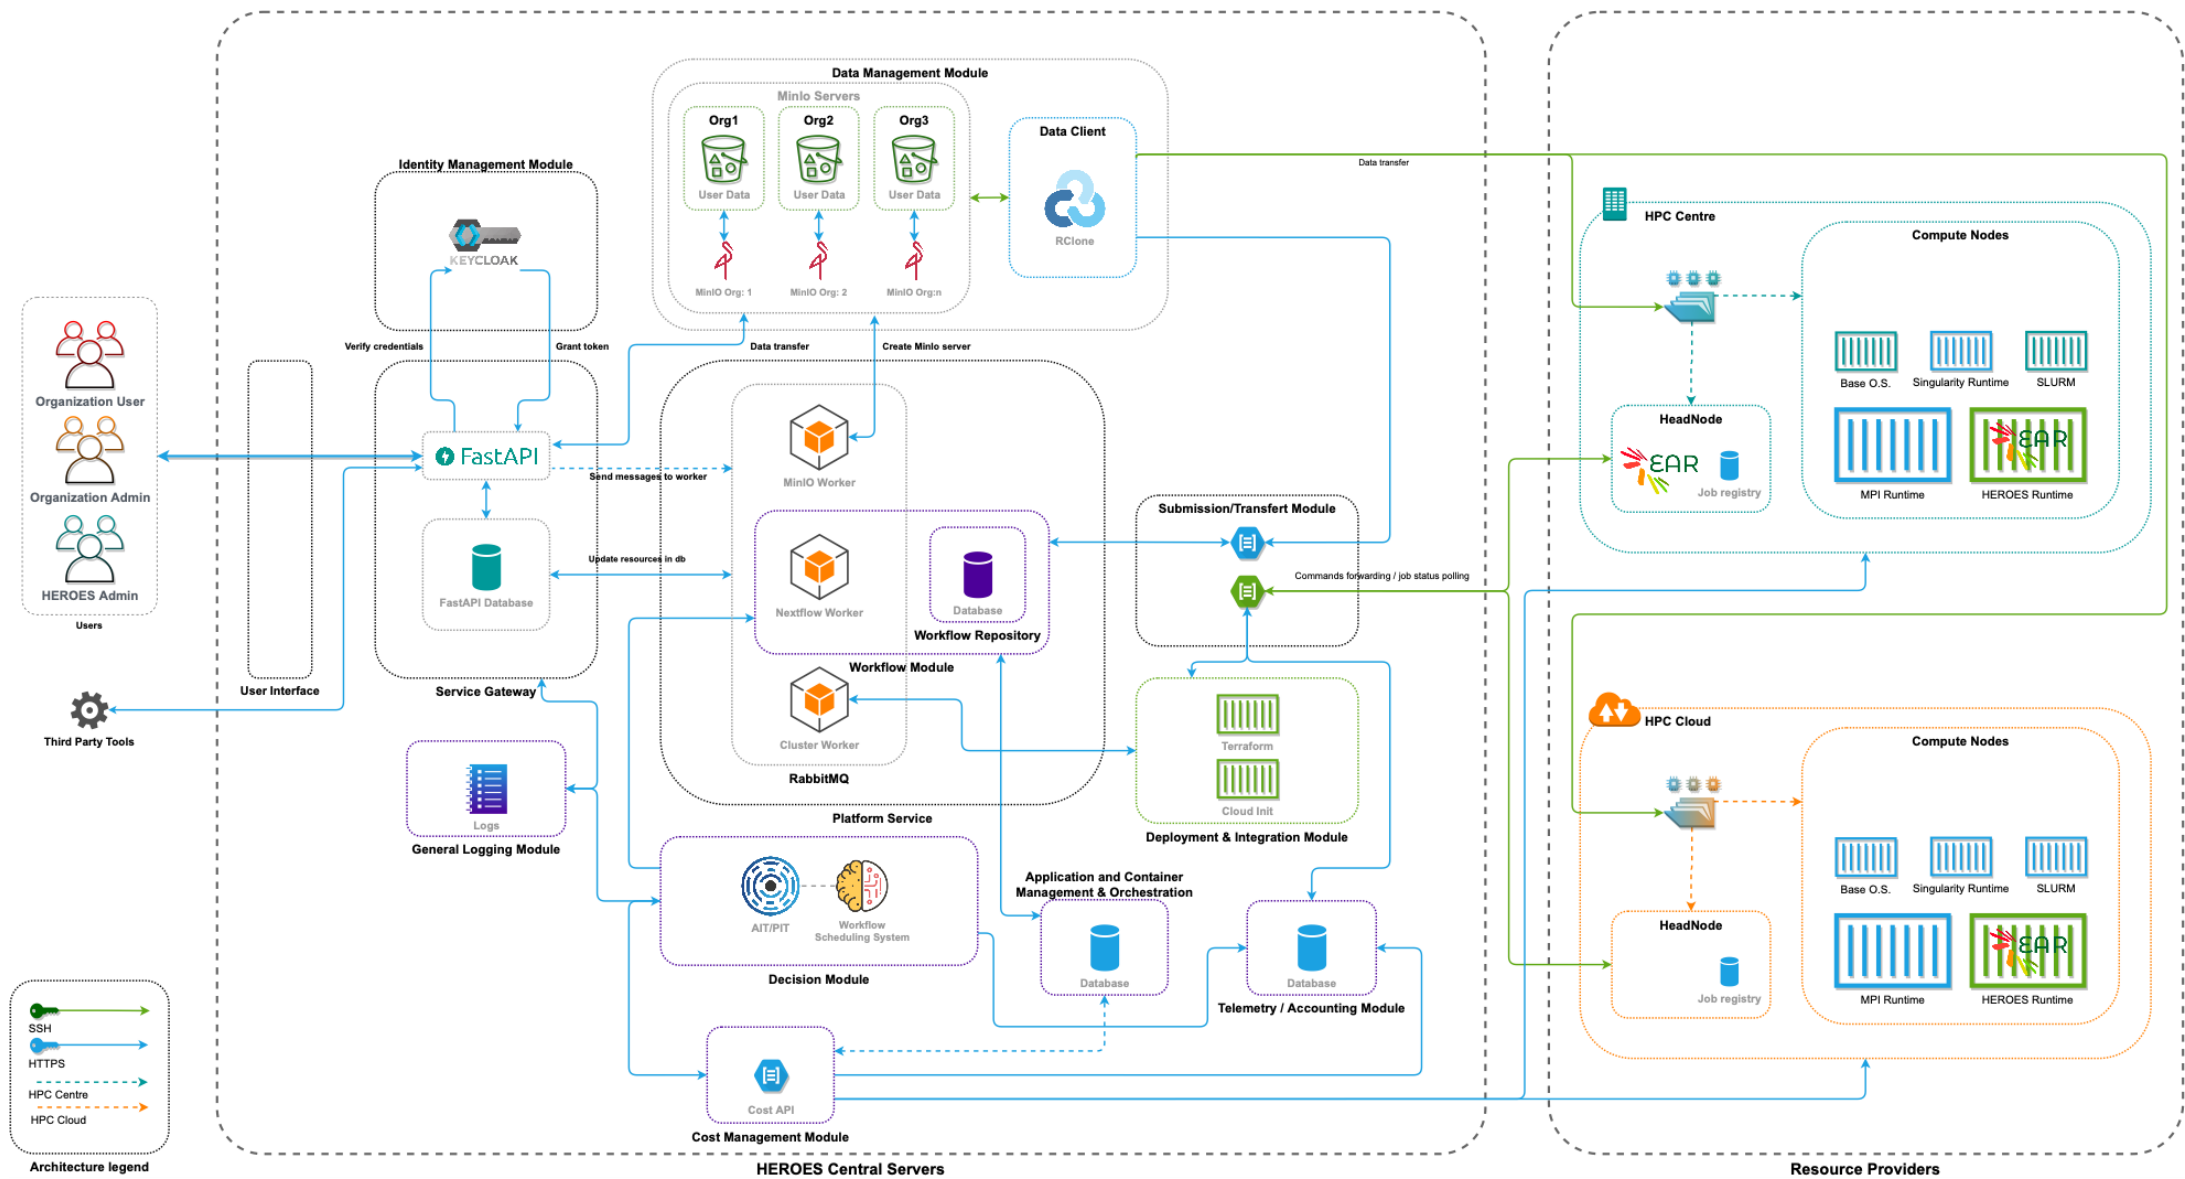 Data Management Module
MinIo Servers
Org1
Org2
Org3
User Data
User Data
User Data
MinIO Org: 1
MinIO Org: 2
MinIO Org:n
Data Client
RClone
Data transfer
Identity Management Module
KEYCLOAK
Verify credentials
Grant token
Data transfer
Create MinIo server
Organization User
Organization Admin
HEROES Admin
Users
Third Party Tools
User Interface
FastAPI
FastAPI Database
Service Gateway
Send messages to worker
Update resources in db
MinIO Worker
Nextflow Worker
Database
Workflow Repository
Workflow Module
Cluster Worker
RabbitMQ
Platform Service
Submission/Transfert Module
Commands forwarding / job status polling
Terraform
Cloud Init
Deployment & Integration Module
Logs
General Logging Module
AIT/PIT
Workflow
Scheduling System
Decision Module
Application and Container
Management & Orchestration
Database
Database
Telemetry / Accounting Module
Cost API
Cost Management Module
HEROES Central Servers
HPC Centre
Compute Nodes
Base O.S.
Singularity Runtime
SLURM
HeadNode
EAR
Job registry
MPI Runtime
EAR
HEROES Runtime
HPC Cloud
Compute Nodes
Base O.S.
Singularity Runtime
SLURM
HeadNode
Job registry
MPI Runtime
EAR
HEROES Runtime
Resource Providers
SSH
HTTPS
HPC Centre
HPC Cloud
Architecture legend